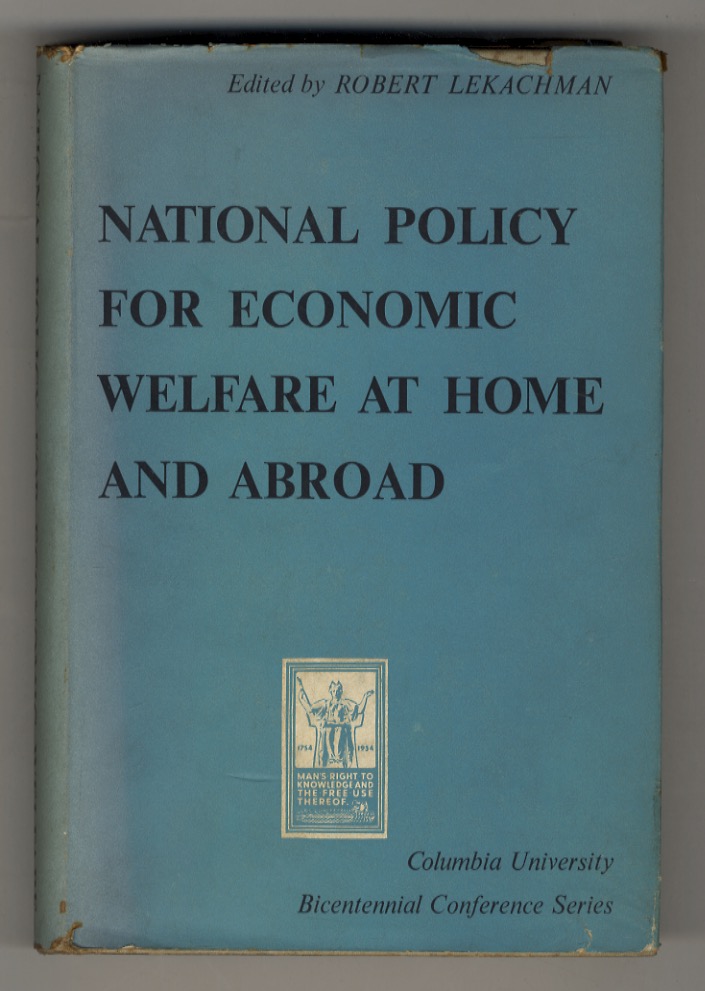 Edited by ROBERT LEKACHMAN
NATIONAL POLICY
FOR ECONOMIC
WELFARE AT HOME
AND ABROAD
1754 1954
MAN'S RIGHT TO
KNOWLEDGE AND
THE FREE USE
THEREOF.
Columbia University
Bicentennial Conference Series